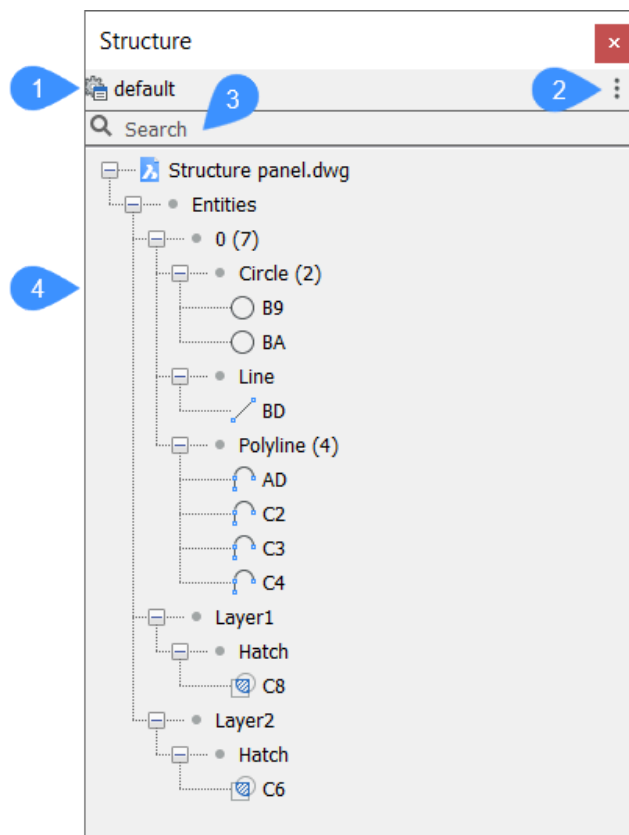 Structure
1 default 2
Search 3
Structure panel.dwg
Entities
0 (7)
Circle (2)
4
B9
BA
Line
BD
Polyline (4)
AD
C2
C3
C4
Layer1
Hatch
C8
Layer2
Hatch
C6